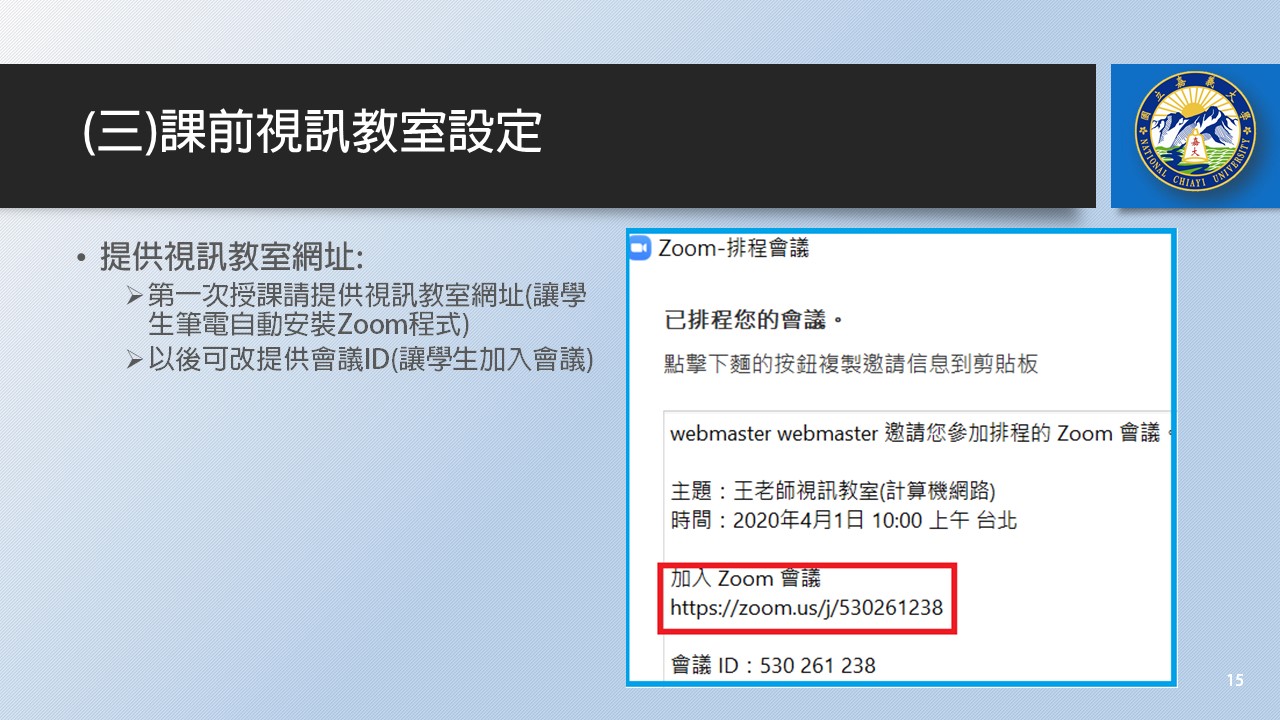 (三)課前視訊教室設定
國立嘉義大學
嘉大
NATIONAL CHIAYI UNIVERSITY
• 提供視訊教室網址:
➢第一次授課請提供視訊教室網址(讓學
生筆電自動安裝Zoom程式)
➢以後可改提供會議ID(讓學生加入會議)
Zoom-排程會議
已排程您的會議。
點擊下麵的按鈕複製邀請信息到剪貼板
webmaster webmaster 邀請您參加排程的 Zoom 會議。
主題：王老師視訊教室(計算機網路)
時間：2020年4月1日 10:00 上午 台北
加入 Zoom 會議
https://zoom.us/j/530261238
會議 ID：530 261 238
15